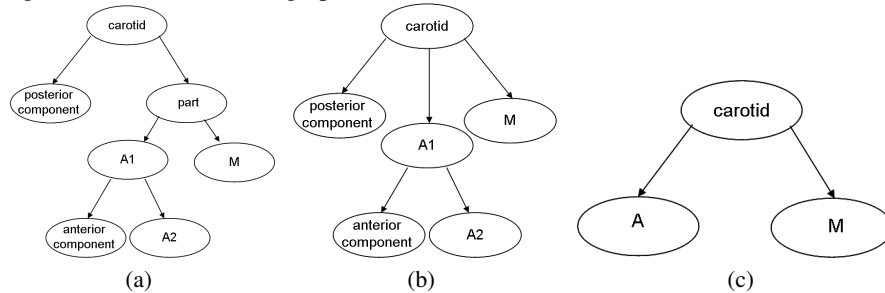 carotid
posterior
component
part
A1
M
anterior
component
A2
(a)
carotid
posterior
component
M
A1
anterior
component
A2
(b)
carotid
A
M
(c)